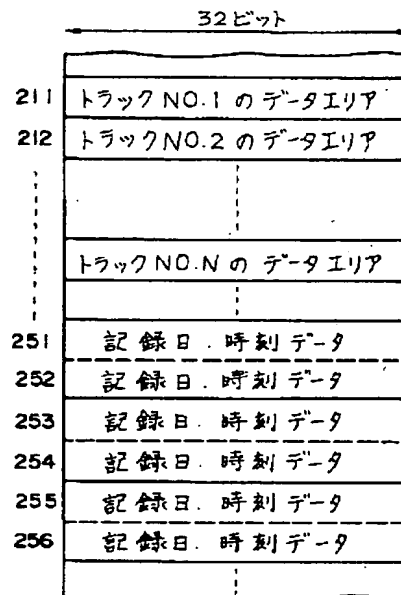 32ビット
211 トラックNO.1 の データエリア
212 トラックNO.2 の データエリア
トラックNO.N の データエリア
251 記録日.時刻データ
252 記録日.時刻データ
253 記録日.時刻データ
254 記録日.時刻データ
255 記録日.時刻データ
256 記録日.時刻データ